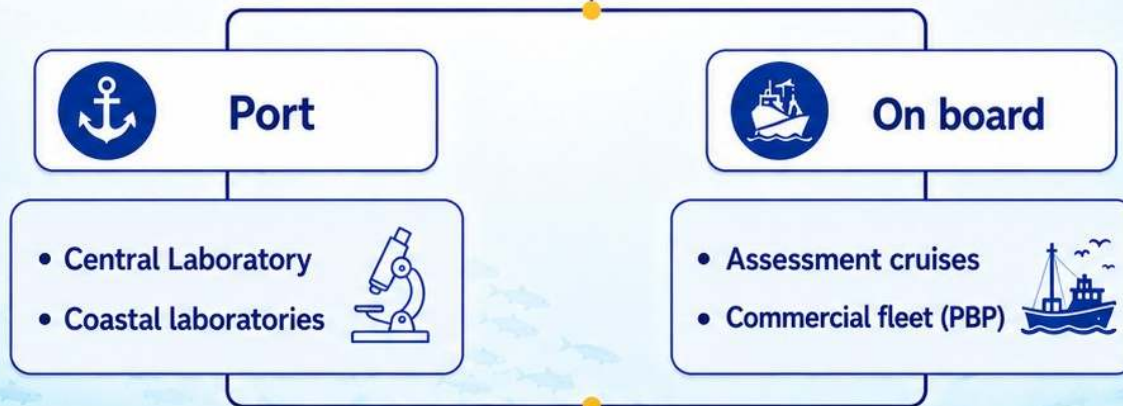 Port
• Central Laboratory
• Coastal laboratories
On board
• Assessment cruises
• Commercial fleet (PBP)